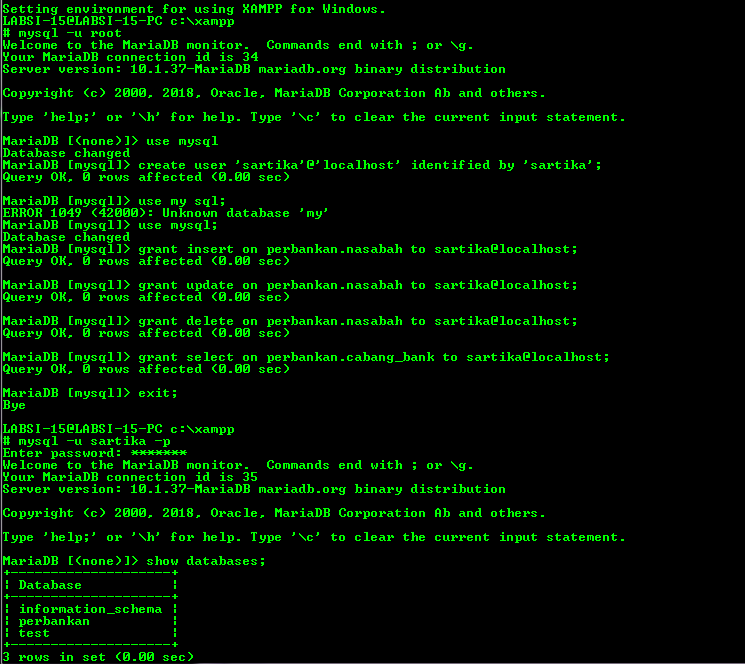 Setting environment for using XAMPP for Windows.
LABSI-15@LABSI-15-PC c:\xampp
# mysql -u root
Welcome to the MariaDB monitor.  Commands end with ; or \g.
Your MariaDB connection id is 34
Server version: 10.1.37-MariaDB mariadb.org binary distribution

Copyright (c) 2000, 2018, Oracle, MariaDB Corporation Ab and others.

Type 'help;' or '\h' for help. Type '\c' to clear the current input statement.

MariaDB [(none)]> use mysql
Database changed
MariaDB [mysql]> create user 'sartika'@'localhost' identified by 'sartika';
Query OK, 0 rows affected (0.00 sec)

MariaDB [mysql]> use my sql;
ERROR 1049 (42000): Unknown database 'my'
MariaDB [mysql]> use mysql;
Database changed
MariaDB [mysql]> grant insert on perbankan.nasabah to sartika@localhost;
Query OK, 0 rows affected (0.00 sec)

MariaDB [mysql]> grant update on perbankan.nasabah to sartika@localhost;
Query OK, 0 rows affected (0.00 sec)

MariaDB [mysql]> grant delete on perbankan.nasabah to sartika@localhost;
Query OK, 0 rows affected (0.00 sec)

MariaDB [mysql]> grant select on perbankan.cabang_bank to sartika@localhost;
Query OK, 0 rows affected (0.00 sec)

MariaDB [mysql]> exit;
Bye

LABSI-15@LABSI-15-PC c:\xampp
# mysql -u sartika -p
Enter password: *******
Welcome to the MariaDB monitor.  Commands end with ; or \g.
Your MariaDB connection id is 35
Server version: 10.1.37-MariaDB mariadb.org binary distribution

Copyright (c) 2000, 2018, Oracle, MariaDB Corporation Ab and others.

Type 'help;' or '\h' for help. Type '\c' to clear the current input statement.

MariaDB [(none)]> show databases;
+--------------------+
| Database           |
+--------------------+
| information_schema |
| perbankan          |
| test               |
+--------------------+
3 rows in set (0.00 sec)